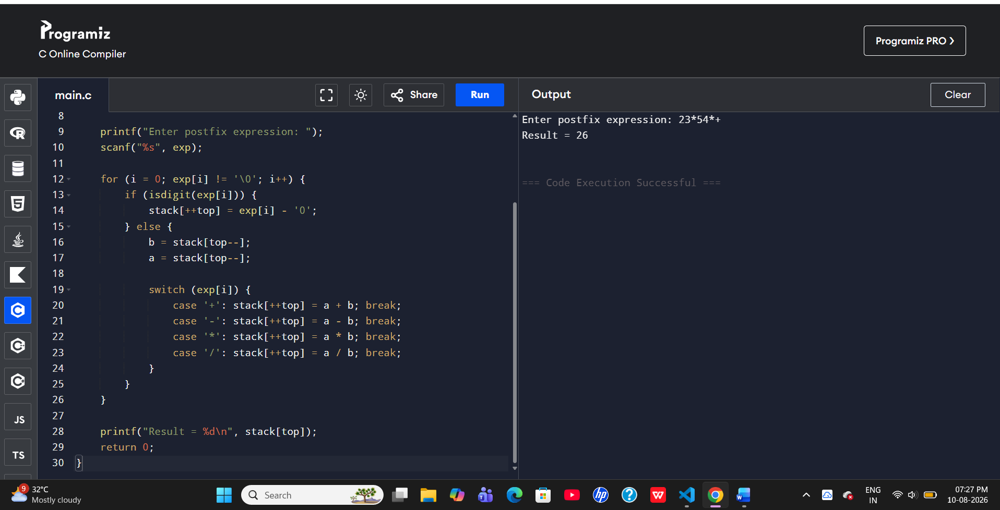 Programiz
C Online Compiler
Programiz PRO ❯
main.c
Share
Run
Output
Clear
8
9 printf("Enter postfix expression: ");
10 scanf("%s", exp);
11
12 for (i = 0; exp[i] != '\0'; i++) {
13 if (isdigit(exp[i])) {
14 stack[++top] = exp[i] - '0';
15 } else {
16 b = stack[top--];
17 a = stack[top--];
18
19 switch (exp[i]) {
20 case '+': stack[++top] = a + b; break;
21 case '-': stack[++top] = a - b; break;
22 case '*': stack[++top] = a * b; break;
23 case '/': stack[++top] = a / b; break;
24 }
25 }
26 }
27
28 printf("Result = %d\n", stack[top]);
29 return 0;
30 }
Enter postfix expression: 23*54*+
Result = 26
=== Code Execution Successful ===
JS
TS
9
32°C
Mostly cloudy
Search
ENG
IN
07:27 PM
10-08-2026